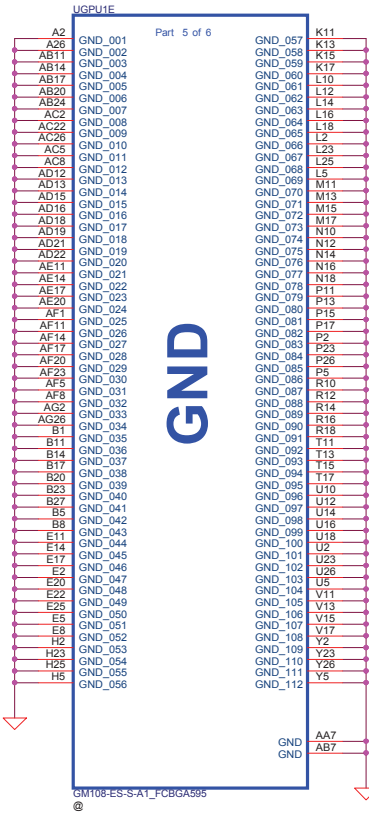 UGPU1E
Part 5 of 6
A2 GND_001 GND_057 K11
A26 GND_002 GND_058 K13
AB11 GND_003 GND_059 K15
AB14 GND_004 GND_060 K17
AB17 GND_005 GND_061 L10
AB20 GND_006 GND_062 L12
AB24 GND_007 GND_063 L14
AC2 GND_008 GND_064 L16
AC22 GND_009 GND_065 L18
AC26 GND_010 GND_066 L2
AC5 GND_011 GND_067 L23
AC8 GND_012 GND_068 L25
AD12 GND_013 GND_069 L5
AD13 GND_014 GND_070 M11
AD15 GND_015 GND_071 M13
AD16 GND_016 GND_072 M15
AD18 GND_017 GND_073 M17
AD19 GND_018 GND_074 N10
AD21 GND_019 GND_075 N12
AD22 GND_020 GND_076 N14
AE11 GND_021 GND_077 N16
AE14 GND_022 GND_078 N18
AE17 GND_023 GND_079 P11
AE20 GND_024 GND_080 P13
AF1 GND_025 GND_081 P15
AF11 GND_026 GND_082 P17
AF14 GND_027 GND_083 P2
AF17 GND_028 GND_084 P23
AF20 GND_029 GND_085 P26
AF23 GND_030 GND_086 P5
AF5 GND_031 GND_087 R10
AF8 GND_032 GND_088 R12
AG2 GND_033 GND_089 R14
AG26 GND_034 GND_090 R16
B1 GND_035 GND_091 R18
B11 GND_036 GND_092 T11
B14 GND_037 GND_093 T13
B17 GND_038 GND_094 T15
B20 GND_039 GND_095 T17
B23 GND_040 GND_096 U10
B27 GND_041 GND_097 U12
B5 GND_042 GND_098 U14
B8 GND_043 GND_099 U16
E11 GND_044 GND_100 U18
E14 GND_045 GND_101 U2
E17 GND_046 GND_102 U23
E2 GND_047 GND_103 U26
E20 GND_048 GND_104 U5
E22 GND_049 GND_105 V11
E25 GND_050 GND_106 V13
E5 GND_051 GND_107 V15
E8 GND_052 GND_108 V17
H2 GND_053 GND_109 Y2
H23 GND_054 GND_110 Y23
H25 GND_055 GND_111 Y26
H5 GND_056 GND_112 Y5
GND
GND AA7
GND AB7
GM108-ES-S-A1_FCBGA595
@